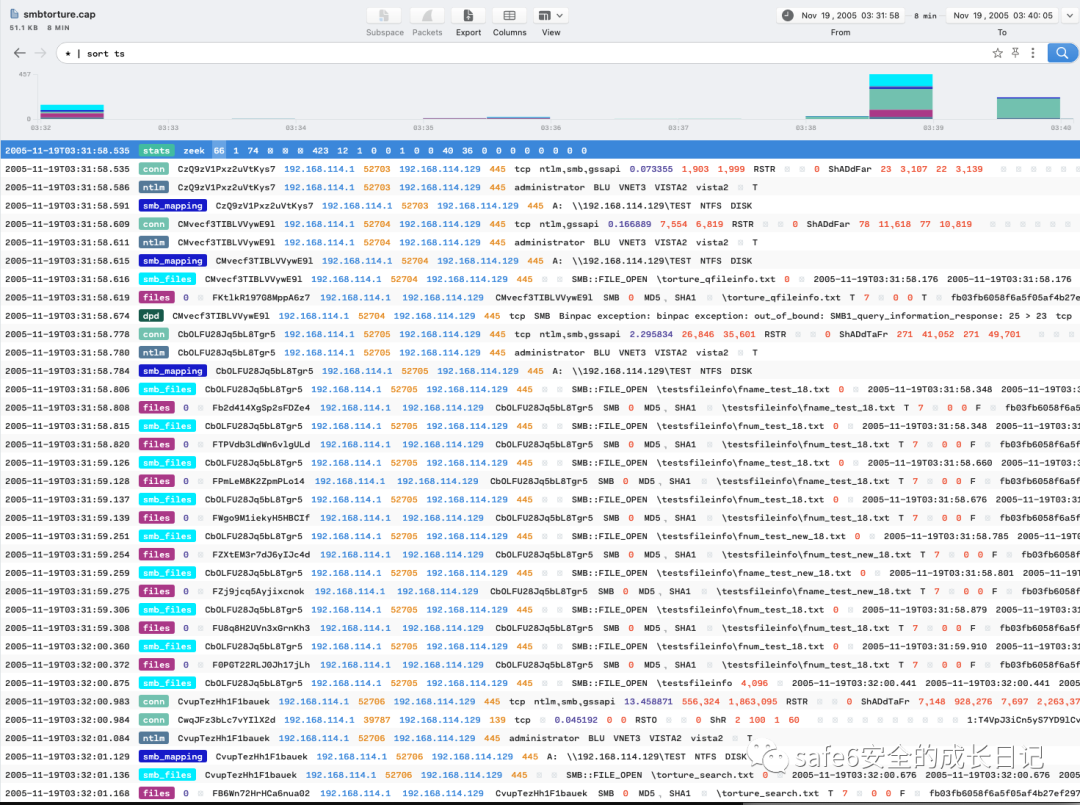 smbtorture.cap
51.1 KB 8 MIN
Subspace Packets Export Columns View
Nov 19 , 2005 03:31:58 8 min Nov 19 , 2005 03:40:05
From To
* | sort ts
457
0
03:32 03:33 03:34 03:35 03:36 03:37 03:38 03:39 03:40
2005-11-19T03:31:58.535 stats zeek 66 1 74 423 12 1 0 0 1 0 0 40 36 0 0 0 0 0 0 0 0
2005-11-19T03:31:58.535 conn CzQ9zV1Pxz2uVtKys7 192.168.114.1 52703 192.168.114.129 445 tcp ntlm,smb,gssapi 0.073355 1,903 1,999 RSTR 0 ShADdFar 23 3,107 22 3,139
2005-11-19T03:31:58.586 ntlm CzQ9zV1Pxz2uVtKys7 192.168.114.1 52703 192.168.114.129 445 administrator BLU VNET3 VISTA2 vista2 T
2005-11-19T03:31:58.591 smb_mapping CzQ9zV1Pxz2uVtKys7 192.168.114.1 52703 192.168.114.129 445 A: \\192.168.114.129\TEST NTFS DISK
2005-11-19T03:31:58.609 conn CMvecf3TIBLVVywE9l 192.168.114.1 52704 192.168.114.129 445 tcp ntlm,gssapi 0.166889 7,554 6,819 RSTR 0 ShADdFar 78 11,618 77 10,819
2005-11-19T03:31:58.611 ntlm CMvecf3TIBLVVywE9l 192.168.114.1 52704 192.168.114.129 445 administrator BLU VNET3 VISTA2 vista2 T
2005-11-19T03:31:58.615 smb_mapping CMvecf3TIBLVVywE9l 192.168.114.1 52704 192.168.114.129 445 A: \\192.168.114.129\TEST NTFS DISK
2005-11-19T03:31:58.616 smb_files CMvecf3TIBLVVywE9l 192.168.114.1 52704 192.168.114.129 445 SMB::FILE_OPEN \torture_qfileinfo.txt 0 2005-11-19T03:31:58.176 2005-11-19T03:31:58.176
2005-11-19T03:31:58.619 files 0 FKtlkR197G8MppA6z7 192.168.114.1 192.168.114.129 CMvecf3TIBLVVywE9l SMB 0 MD5, SHA1 \torture_qfileinfo.txt T 7 0 0 T fb03fb6058f6a5f05af4b27e
2005-11-19T03:31:58.674 dpd CMvecf3TIBLVVywE9l 192.168.114.1 52704 192.168.114.129 445 tcp SMB Binpac exception: binpac exception: out_of_bound: SMB1_query_information_response: 25 > 23 tcp
2005-11-19T03:31:58.778 conn CbOLFU28Jq5bL8Tgr5 192.168.114.1 52705 192.168.114.129 445 tcp ntlm,smb,gssapi 2.295834 26,846 35,601 RSTR 0 ShADdTaFr 271 41,052 271 49,701
2005-11-19T03:31:58.780 ntlm CbOLFU28Jq5bL8Tgr5 192.168.114.1 52705 192.168.114.129 445 administrator BLU VNET3 VISTA2 vista2 T
2005-11-19T03:31:58.784 smb_mapping CbOLFU28Jq5bL8Tgr5 192.168.114.1 52705 192.168.114.129 445 A: \\192.168.114.129\TEST NTFS DISK
2005-11-19T03:31:58.806 smb_files CbOLFU28Jq5bL8Tgr5 192.168.114.1 52705 192.168.114.129 445 SMB::FILE_OPEN \testsfileinfo\fname_test_18.txt 0 2005-11-19T03:31:58.348 2005-11-19T03:31
2005-11-19T03:31:58.808 files 0 Fb2d414XgSp2sFDZe4 192.168.114.1 192.168.114.129 CbOLFU28Jq5bL8Tgr5 SMB 0 MD5, SHA1 \testsfileinfo\fname_test_18.txt T 7 0 0 F fb03fb6058f6a5
2005-11-19T03:31:58.815 smb_files CbOLFU28Jq5bL8Tgr5 192.168.114.1 52705 192.168.114.129 445 SMB::FILE_OPEN \testsfileinfo\fnum_test_18.txt 0 2005-11-19T03:31:58.348 2005-11-19T03:31:
2005-11-19T03:31:58.820 files 0 FTPVdb3LdWn6vlgULd 192.168.114.1 192.168.114.129 CbOLFU28Jq5bL8Tgr5 SMB 0 MD5, SHA1 \testsfileinfo\fnum_test_18.txt T 7 0 0 F fb03fb6058f6a5f
2005-11-19T03:31:59.126 smb_files CbOLFU28Jq5bL8Tgr5 192.168.114.1 52705 192.168.114.129 445 SMB::FILE_OPEN \testsfileinfo\fname_test_18.txt 0 2005-11-19T03:31:58.660 2005-11-19T03:3
2005-11-19T03:31:59.128 files 0 FPmLeM8K2ZpmPLo14 192.168.114.1 192.168.114.129 CbOLFU28Jq5bL8Tgr5 SMB 0 MD5, SHA1 \testsfileinfo\fname_test_18.txt T 7 0 0 F fb03fb6058f6a5f
2005-11-19T03:31:59.137 smb_files CbOLFU28Jq5bL8Tgr5 192.168.114.1 52705 192.168.114.129 445 SMB::FILE_OPEN \testsfileinfo\fnum_test_18.txt 0 2005-11-19T03:31:58.676 2005-11-19T03:31:
2005-11-19T03:31:59.139 files 0 FWgo9M1iekyH5HBCIf 192.168.114.1 192.168.114.129 CbOLFU28Jq5bL8Tgr5 SMB 0 MD5, SHA1 \testsfileinfo\fnum_test_18.txt T 7 0 0 F fb03fb6058f6a5f
2005-11-19T03:31:59.251 smb_files CbOLFU28Jq5bL8Tgr5 192.168.114.1 52705 192.168.114.129 445 SMB::FILE_OPEN \testsfileinfo\fnum_test_new_18.txt 0 2005-11-19T03:31:58.785 2005-11-19T0
2005-11-19T03:31:59.254 files 0 FZXtEM3r7dJ6yIJc4d 192.168.114.1 192.168.114.129 CbOLFU28Jq5bL8Tgr5 SMB 0 MD5, SHA1 \testsfileinfo\fnum_test_new_18.txt T 7 0 0 F fb03fb6058f
2005-11-19T03:31:59.259 smb_files CbOLFU28Jq5bL8Tgr5 192.168.114.1 52705 192.168.114.129 445 SMB::FILE_OPEN \testsfileinfo\fname_test_new_18.txt 0 2005-11-19T03:31:58.801 2005-11-19T
2005-11-19T03:31:59.275 files 0 FZj9jcq5Ayjixcnok 192.168.114.1 192.168.114.129 CbOLFU28Jq5bL8Tgr5 SMB 0 MD5, SHA1 \testsfileinfo\fname_test_new_18.txt T 7 0 0 F fb03fb6058f
2005-11-19T03:31:59.306 smb_files CbOLFU28Jq5bL8Tgr5 192.168.114.1 52705 192.168.114.129 445 SMB::FILE_OPEN \testsfileinfo\fnum_test_18.txt 0 2005-11-19T03:31:58.879 2005-11-19T03:31:
2005-11-19T03:31:59.308 files 0 FU8q8H2UVn3xGrnKh3 192.168.114.1 192.168.114.129 CbOLFU28Jq5bL8Tgr5 SMB 0 MD5, SHA1 \testsfileinfo\fnum_test_18.txt T 7 0 0 F fb03fb6058f6a5f
2005-11-19T03:32:00.360 smb_files CbOLFU28Jq5bL8Tgr5 192.168.114.1 52705 192.168.114.129 445 SMB::FILE_OPEN \testsfileinfo\fnum_test_18.txt 0 2005-11-19T03:31:59.910 2005-11-19T03:31:
2005-11-19T03:32:00.372 files 0 F0PGT22RLJ0Jh17jLh 192.168.114.1 192.168.114.129 CbOLFU28Jq5bL8Tgr5 SMB 0 MD5, SHA1 \testsfileinfo\fnum_test_18.txt T 7 0 0 F fb03fb6058f6a5f
2005-11-19T03:32:00.875 smb_files CbOLFU28Jq5bL8Tgr5 192.168.114.1 52705 192.168.114.129 445 SMB::FILE_OPEN \testsfileinfo 4,096 2005-11-19T03:32:00.441 2005-11-19T03:32:00.441 2005
2005-11-19T03:32:00.983 conn CvupTezHh1F1bauek 192.168.114.1 52706 192.168.114.129 445 tcp ntlm,smb,gssapi 13.458871 556,324 1,863,095 RSTR 0 ShADdTaFr 7,148 928,276 7,697 2,263,37
2005-11-19T03:32:00.984 conn CwqJFz3bLc7vYIlX2d 192.168.114.1 39787 192.168.114.129 139 tcp 0.045192 0 0 RSTO 0 ShR 2 100 1 60 1:T4VpJ3iCn5yS7YD9lCv
2005-11-19T03:32:01.084 ntlm CvupTezHh1F1bauek 192.168.114.1 52706 192.168.114.129 445 administrator BLU VNET3 VISTA2 vista2 T
2005-11-19T03:32:01.129 smb_mapping CvupTezHh1F1bauek 192.168.114.1 52706 192.168.114.129 445 A: \\192.168.114.129\TEST NTFS DISK
2005-11-19T03:32:01.136 smb_files CvupTezHh1F1bauek 192.168.114.1 52706 192.168.114.129 445 SMB::FILE_OPEN \torture_search.txt 0 2005-11-19T03:32:00.676 2005-11-19T03:32:00.676 2005
2005-11-19T03:32:01.168 files 0 FB6Wn72HrHCa6nua02 192.168.114.1 192.168.114.129 CvupTezHh1F1bauek SMB 0 MD5, SHA1 \torture_search.txt T 7 0 0 F fb03fb6058f6a5f05af4b27ef297
safe6安全的成长日记